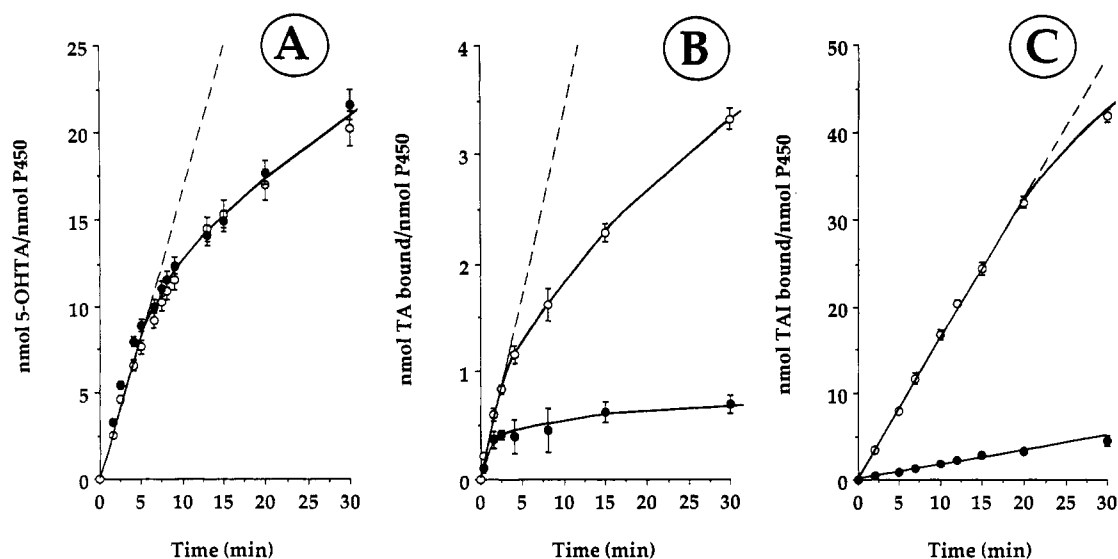 A
B
C
nmol 5-OHTA/nmol P450
25
20
15
10
5
0
0 5 10 15 20 25 30
Time (min)
nmol TA bound/nmol P450
4
3
2
1
0
0 5 10 15 20 25 30
Time (min)
nmol TAI bound/nmol P450
50
40
30
20
10
0
0 5 10 15 20 25 30
Time (min)